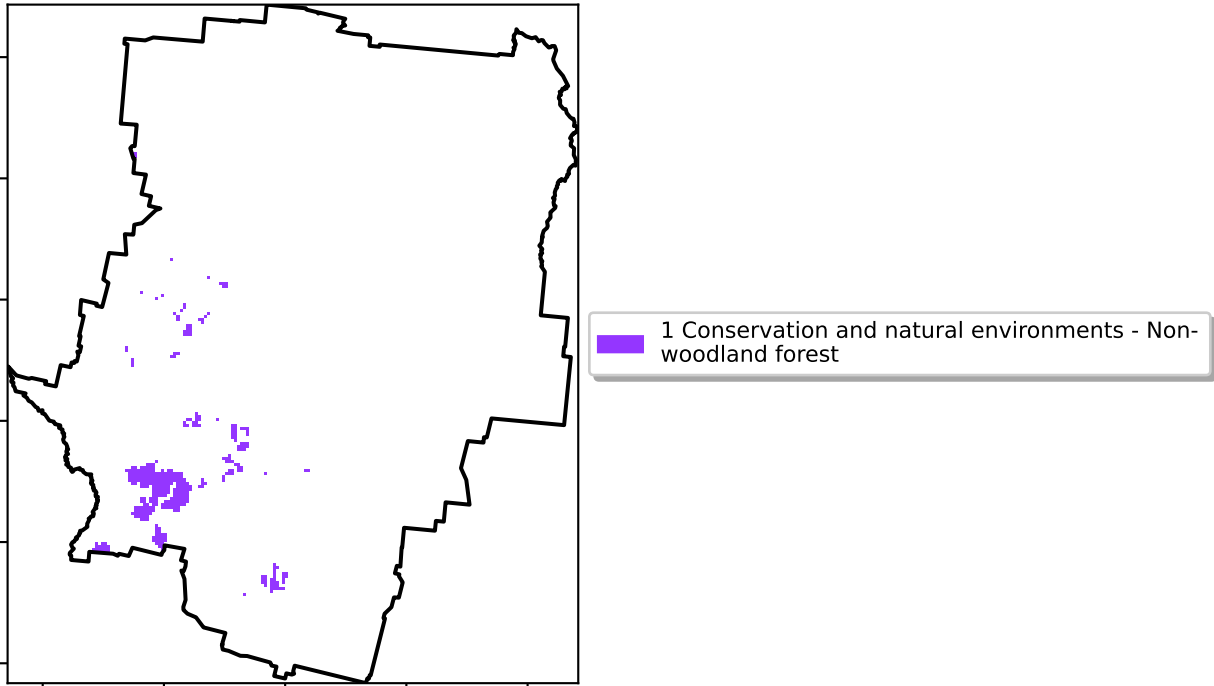 1 Conservation and natural environments - Non-
woodland forest